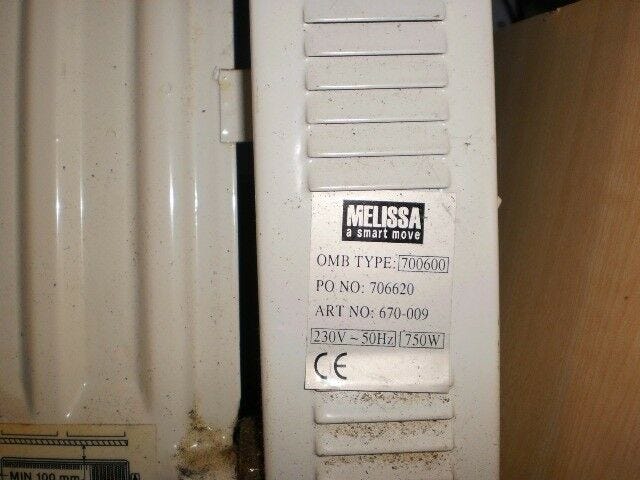 MELISSA
a smart move
OMB TYPE: 700600
PO NO: 706620
ART NO: 670-009
230V ~ 50Hz 750W
CE
MIN 100 mm